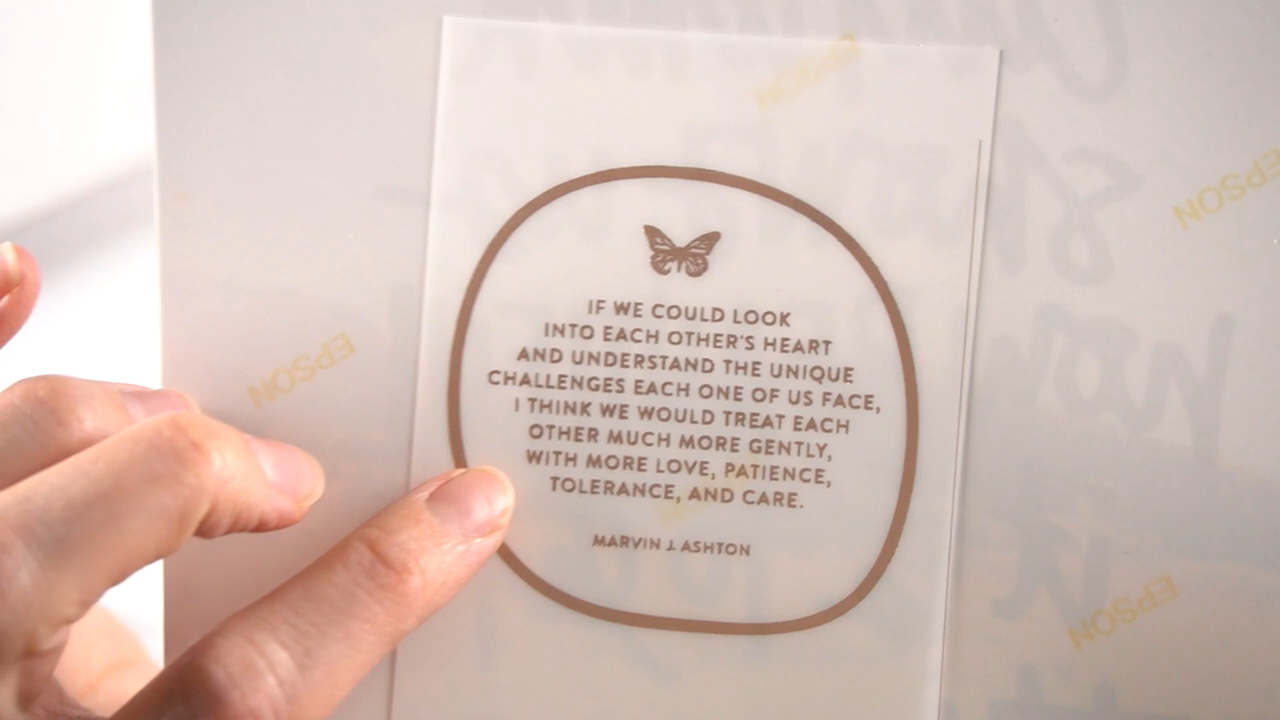 EPSON
EPSON
IF WE COULD LOOK
INTO EACH OTHER'S HEART
AND UNDERSTAND THE UNIQUE
CHALLENGES EACH ONE OF US FACE,
I THINK WE WOULD TREAT EACH
OTHER MUCH MORE GENTLY,
WITH MORE LOVE, PATIENCE,
TOLERANCE, AND CARE.
MARVIN J. ASHTON
EPSON
EPSON